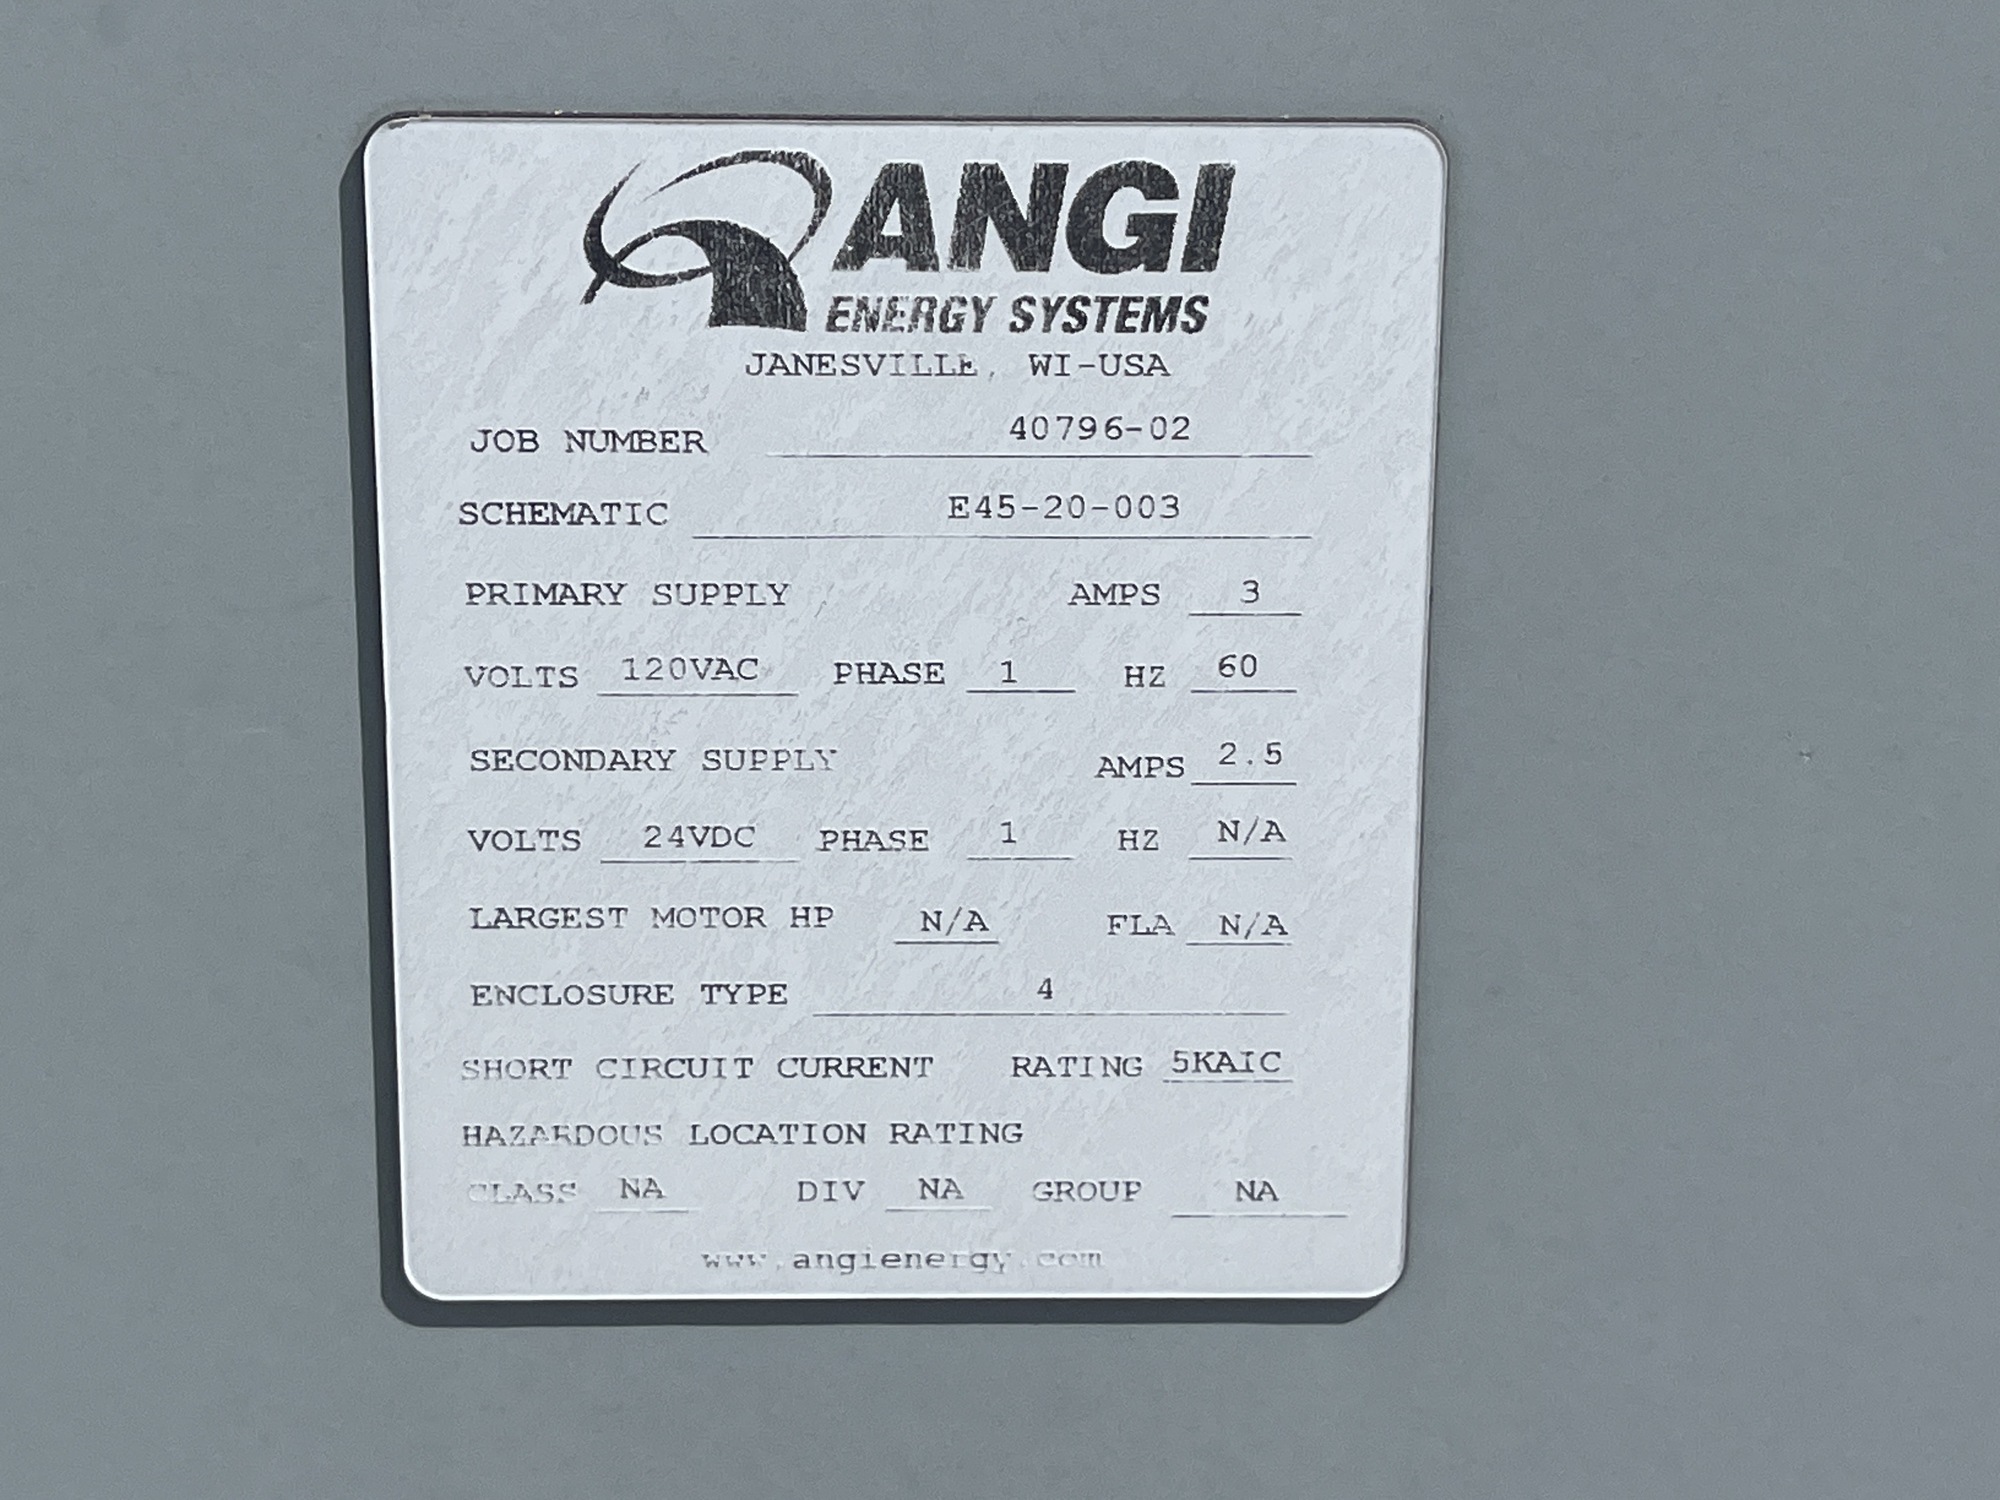 ANGI
ENERGY SYSTEMS
JANESVILLE, WI-USA
JOB NUMBER 40796-02
SCHEMATIC E45-20-003
PRIMARY SUPPLY AMPS 3
VOLTS 120VAC PHASE 1 HZ 60
SECONDARY SUPPLY AMPS 2.5
VOLTS 24VDC PHASE 1 HZ N/A
LARGEST MOTOR HP N/A FLA N/A
ENCLOSURE TYPE 4
SHORT CIRCUIT CURRENT RATING 5KAIC
HAZARDOUS LOCATION RATING
CLASS NA DIV NA GROUP NA
www.angienergy.com